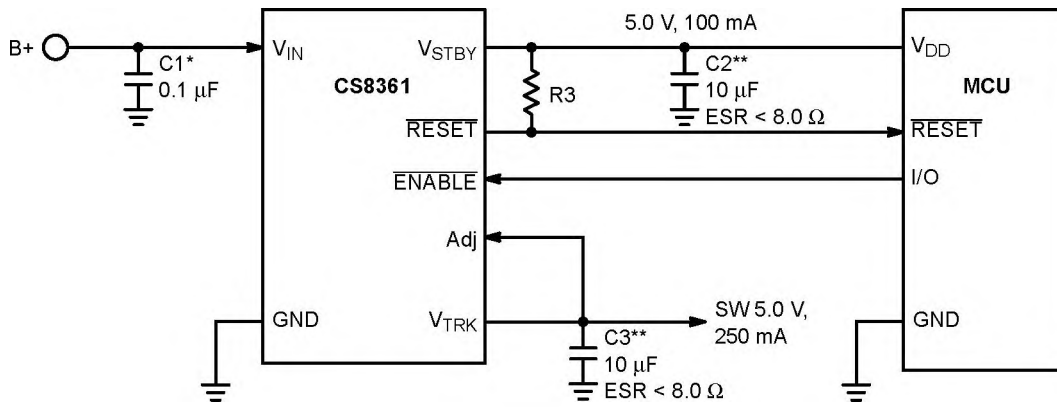 B+
C1*
0.1 μF
V_IN
CS8361
V_STBY
RESET
ENABLE
Adj
V_TRK
GND
5.0 V, 100 mA
R3
C2**
10 μF
ESR < 8.0 Ω
SW 5.0 V,
250 mA
C3**
10 μF
ESR < 8.0 Ω
V_DD
MCU
RESET
I/O
GND